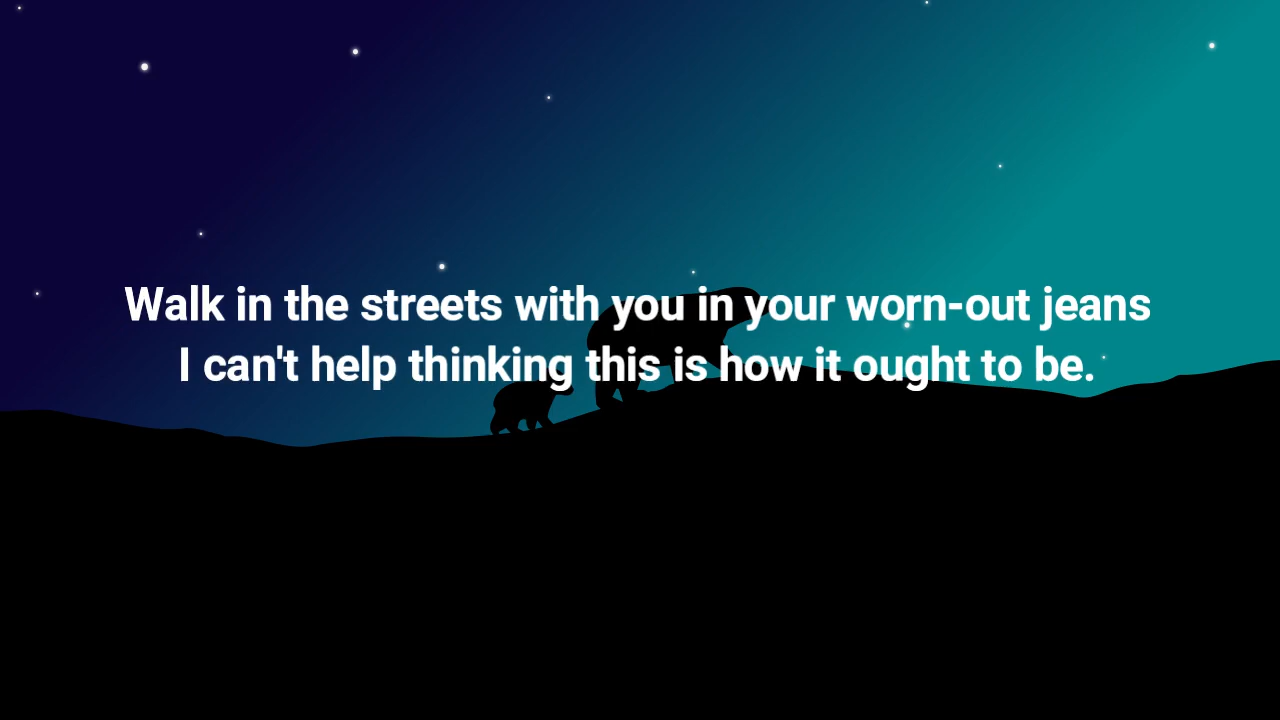 Walk in the streets with you in your worn-out jeans
I can't help thinking this is how it ought to be.